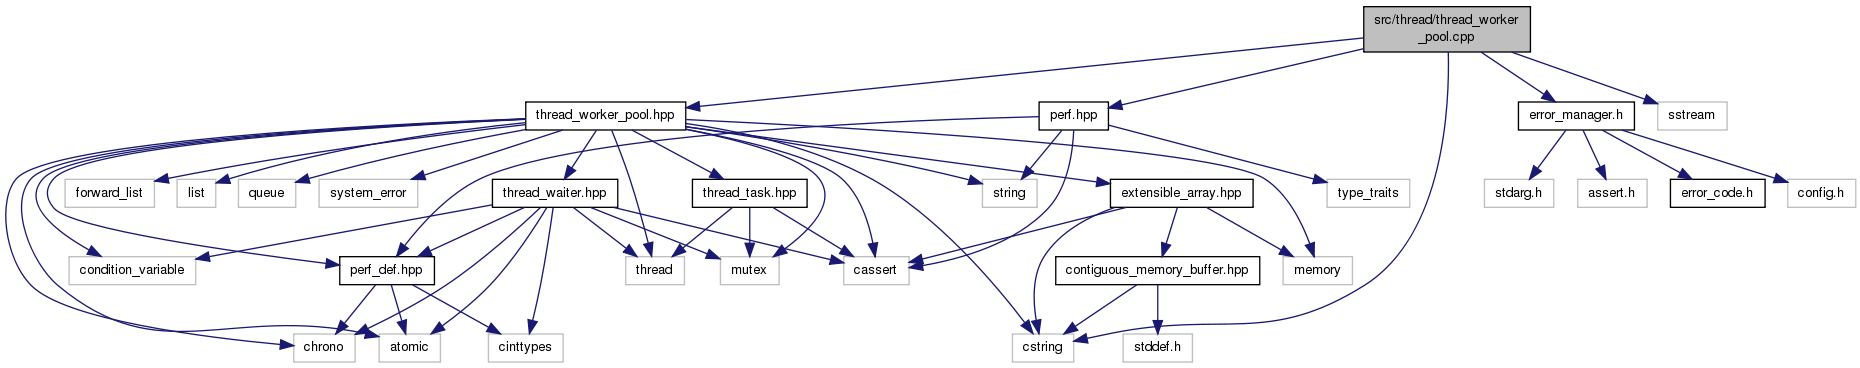 src/thread/thread_worker
_pool.cpp
thread_worker_pool.hpp
perf.hpp
error_manager.h
sstream
forward_list
list
queue
system_error
thread_waiter.hpp
thread_task.hpp
string
extensible_array.hpp
type_traits
stdarg.h
assert.h
error_code.h
config.h
condition_variable
perf_def.hpp
thread
mutex
cassert
contiguous_memory_buffer.hpp
memory
chrono
atomic
cinttypes
cstring
stddef.h